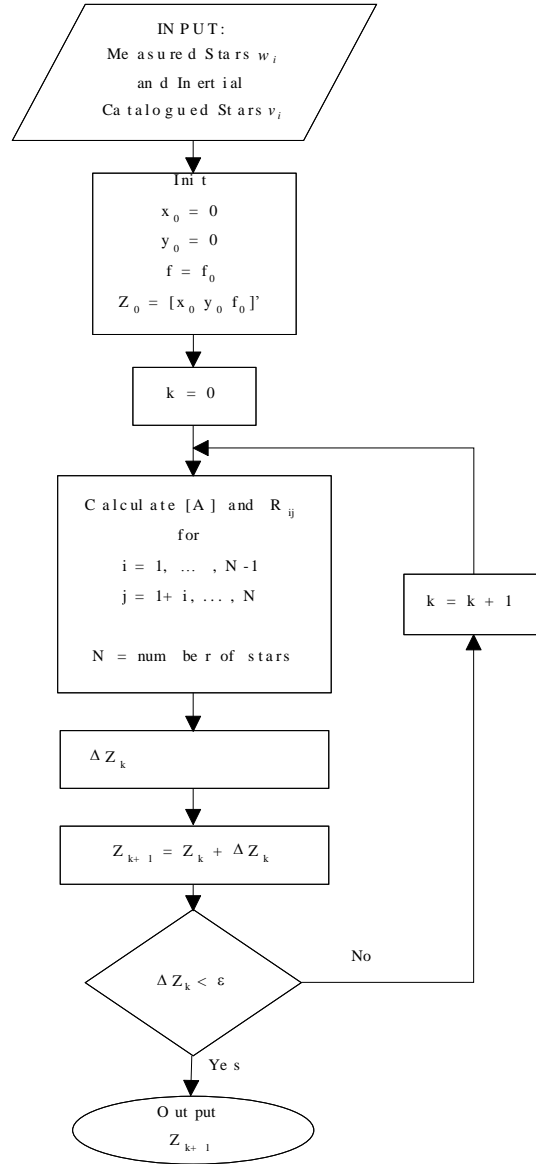 INPUT:
Measured Stars w_i
and Inertial
Catalogued Stars v_i
Init
x_0 = 0
y_0 = 0
f = f_0
Z_0 = [x_0 y_0 f_0]'
k = 0
Calculate [A] and R_ij
for
i = 1, ... , N-1
j = 1+ i, ... , N
N = number of stars
k = k + 1
ΔZ_k
Z_k+1 = Z_k + ΔZ_k
ΔZ_k < ε
No
Yes
Output
Z_k+1